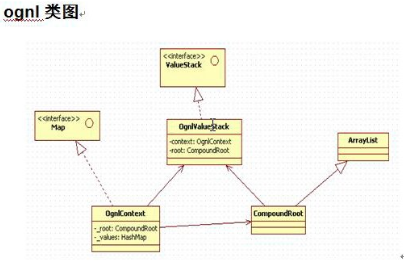 ognl 类图
<<interface>>
ValueStack
<<interface>>
Map
OgnlValueStack
-context: OgnlContext
-root: CompoundRoot
ArrayList
OgnlContext
-_root: CompoundRoot
-_values: HashMap
CompoundRoot